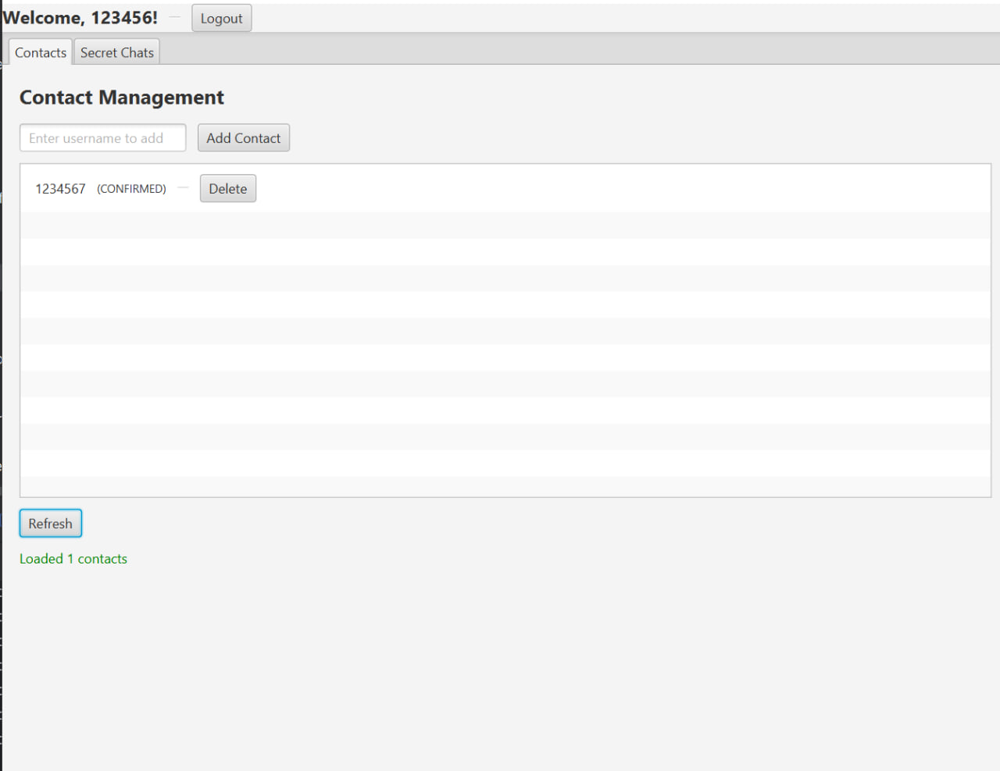 Welcome, 123456! Logout
Contacts Secret Chats
Contact Management
Enter username to add Add Contact
1234567 (CONFIRMED) Delete
Refresh
Loaded 1 contacts